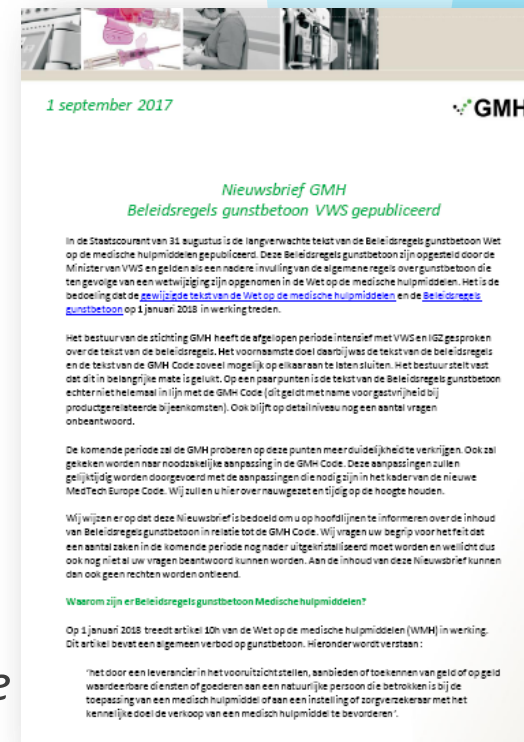 1 september 2017
GMH
Nieuwsbrief GMH
Beleidsregels gunstbetoon VWS gepubliceerd
In de Staatscourant van 31 augustus is de langverwachte tekst van de Beleidsregels gunstbetoon Wet
op de medische hulpmiddelen gepubliceerd. Deze Beleidsregels gunstbetoon zijn opgesteld door de
Minister van VWS en gelden als een nadere invulling van de algemene regels over gunstbetoon die
ten gevolge van een wetwijziging zijn opgenomen in de Wet op de medische hulpmiddelen. Het is de
bedoeling dat de gewijzigde tekst van de Wet op de medische hulpmiddelen en de Beleidsregels
gunstbetoon op 1 januari 2018 in werking treden.
Het bestuur van de stichting GMH heeft de afgelopen periode intensief met VWS en IGZ gesproken
over de tekst van de beleidsregels. Het voornaamste doel daarbij was de tekst van de beleidsregels
en de tekst van de GMH Code zoveel mogelijk op elkaar aan te laten sluiten. Het bestuur stelt vast
dat dit in belangrijke mate is gelukt. Op een paar punten is de tekst van de Beleidsregels gunstbetoon
echter niet helemaal in lijn met de GMH Code (dit geldt met name voor gastvrijheid bij
productgerelateerde bijeenkomsten). Ook blijft op detailniveau nog een aantal vragen
onbeantwoord.
De komende periode zal de GMH proberen op deze punten meer duidelijkheid te verkrijgen. Ook zal
gekeken worden naar noodzakelijke aanpassing in de GMH Code. Deze aanpassingen zullen
gelijktijdig worden doorgevoerd met de aanpassingen die nodig zijn in het kader van de nieuwe
MedTech Europe Code. Wij zullen u hier over nauwgezet en tijdig op de hoogte houden.
Wij wijzen er op dat deze Nieuwsbrief is bedoeld om u op hoofdlijnen te informeren over de inhoud
van Beleidsregels gunstbetoon in relatie tot de GMH Code. Wij vragen uw begrip voor het feit dat
een aantal zaken in de komende periode nog nader uitgekristalliseerd moet worden en wellicht dus
ook nog niet al uw vragen beantwoord kunnen worden. Aan de inhoud van deze Nieuwsbrief kunnen
dan ook geen rechten worden ontleend.
Waarom zijn er Beleidsregels gunstbetoon Medische hulpmiddelen?
Op 1 januari 2018 treedt artikel 10h van de Wet op de medische hulpmiddelen (WMH) in werking.
Dit artikel bevat een algemeen verbod op gunstbetoon. Hieronder wordt verstaan:
'het door een leverancier in het vooruitzicht stellen, aanbieden of toekennen van geld of op geld
waardeerbare diensten of goederen aan een natuurlijke persoon die betrokken is bij de
toepassing van een medisch hulpmiddel of aan een instelling of zorgverzekeraar met het
kennelijke doel de verkoop van een medisch hulpmiddel te bevorderen'.
e